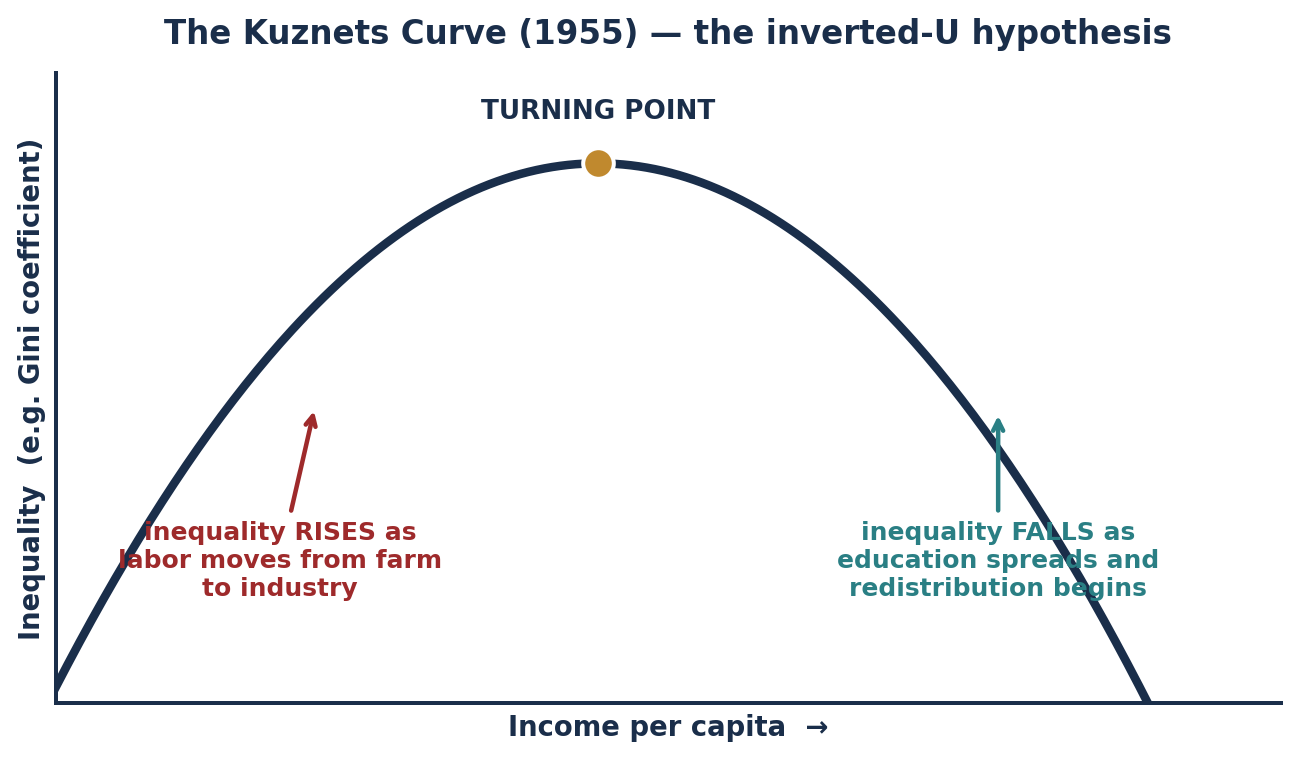 The Kuznets Curve (1955) — the inverted-U hypothesis
TURNING POINT
Inequality (e.g. Gini coefficient)
inequality RISES as
labor moves from farm
to industry
inequality FALLS as
education spreads and
redistribution begins
Income per capita →